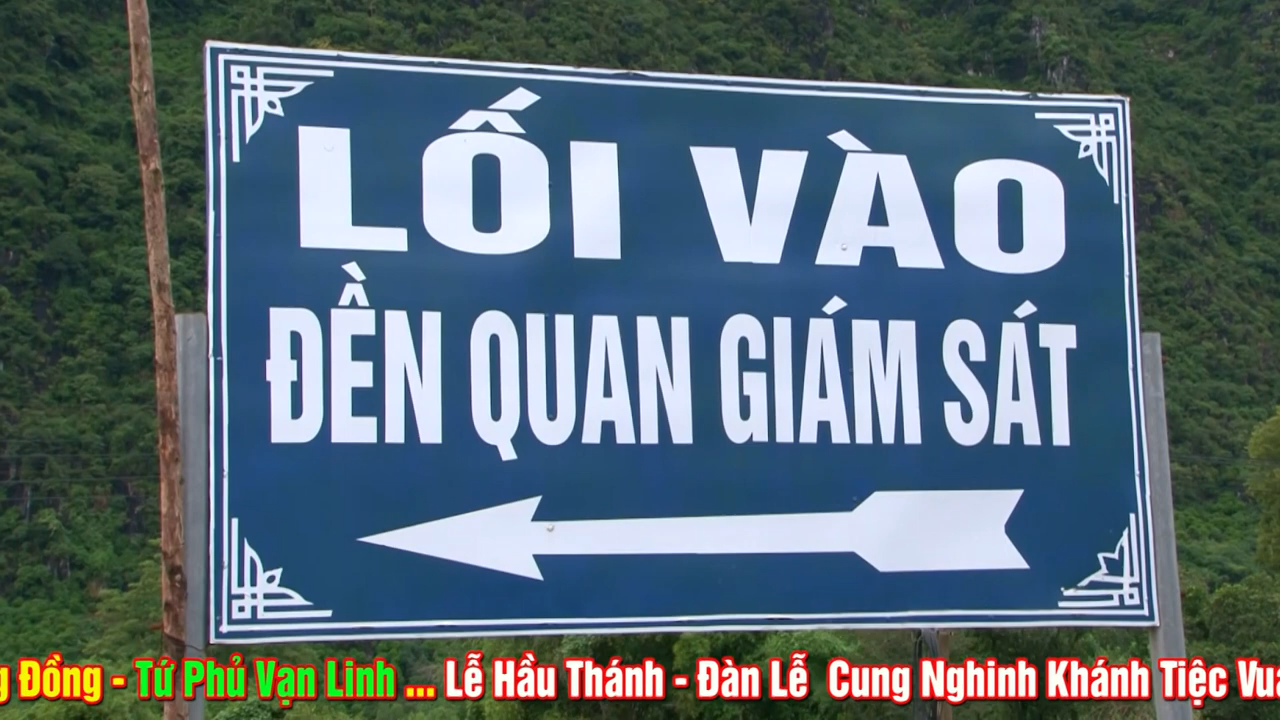 LỐI VÀO
ĐỀN QUAN GIÁM SÁT
Đồng - Tứ Phủ Vạn Linh ... Lễ Hầu Thánh - Đàn Lễ Cung Nghinh Khánh Tiệc